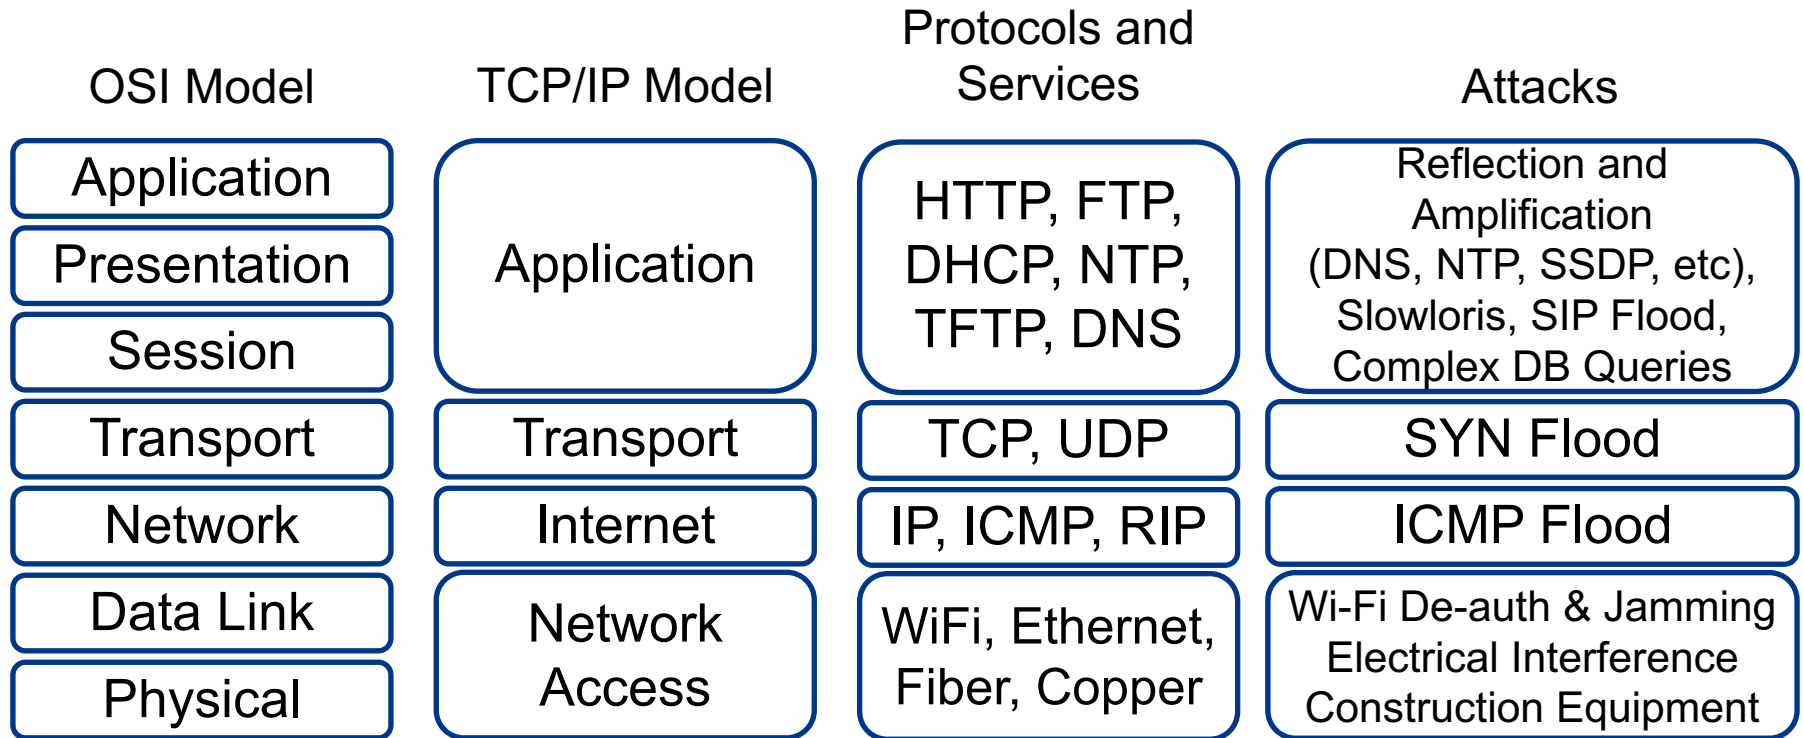 OSI Model
TCP/IP Model
Protocols and
Services
Attacks
Application
Presentation
Session
Transport
Network
Data Link
Physical
Application
Transport
Internet
Network
Access
HTTP, FTP,
DHCP, NTP,
TFTP, DNS
TCP, UDP
IP, ICMP, RIP
WiFi, Ethernet,
Fiber, Copper
Reflection and
Amplification
(DNS, NTP, SSDP, etc),
Slowloris, SIP Flood,
Complex DB Queries
SYN Flood
ICMP Flood
Wi-Fi De-auth & Jamming
Electrical Interference
Construction Equipment